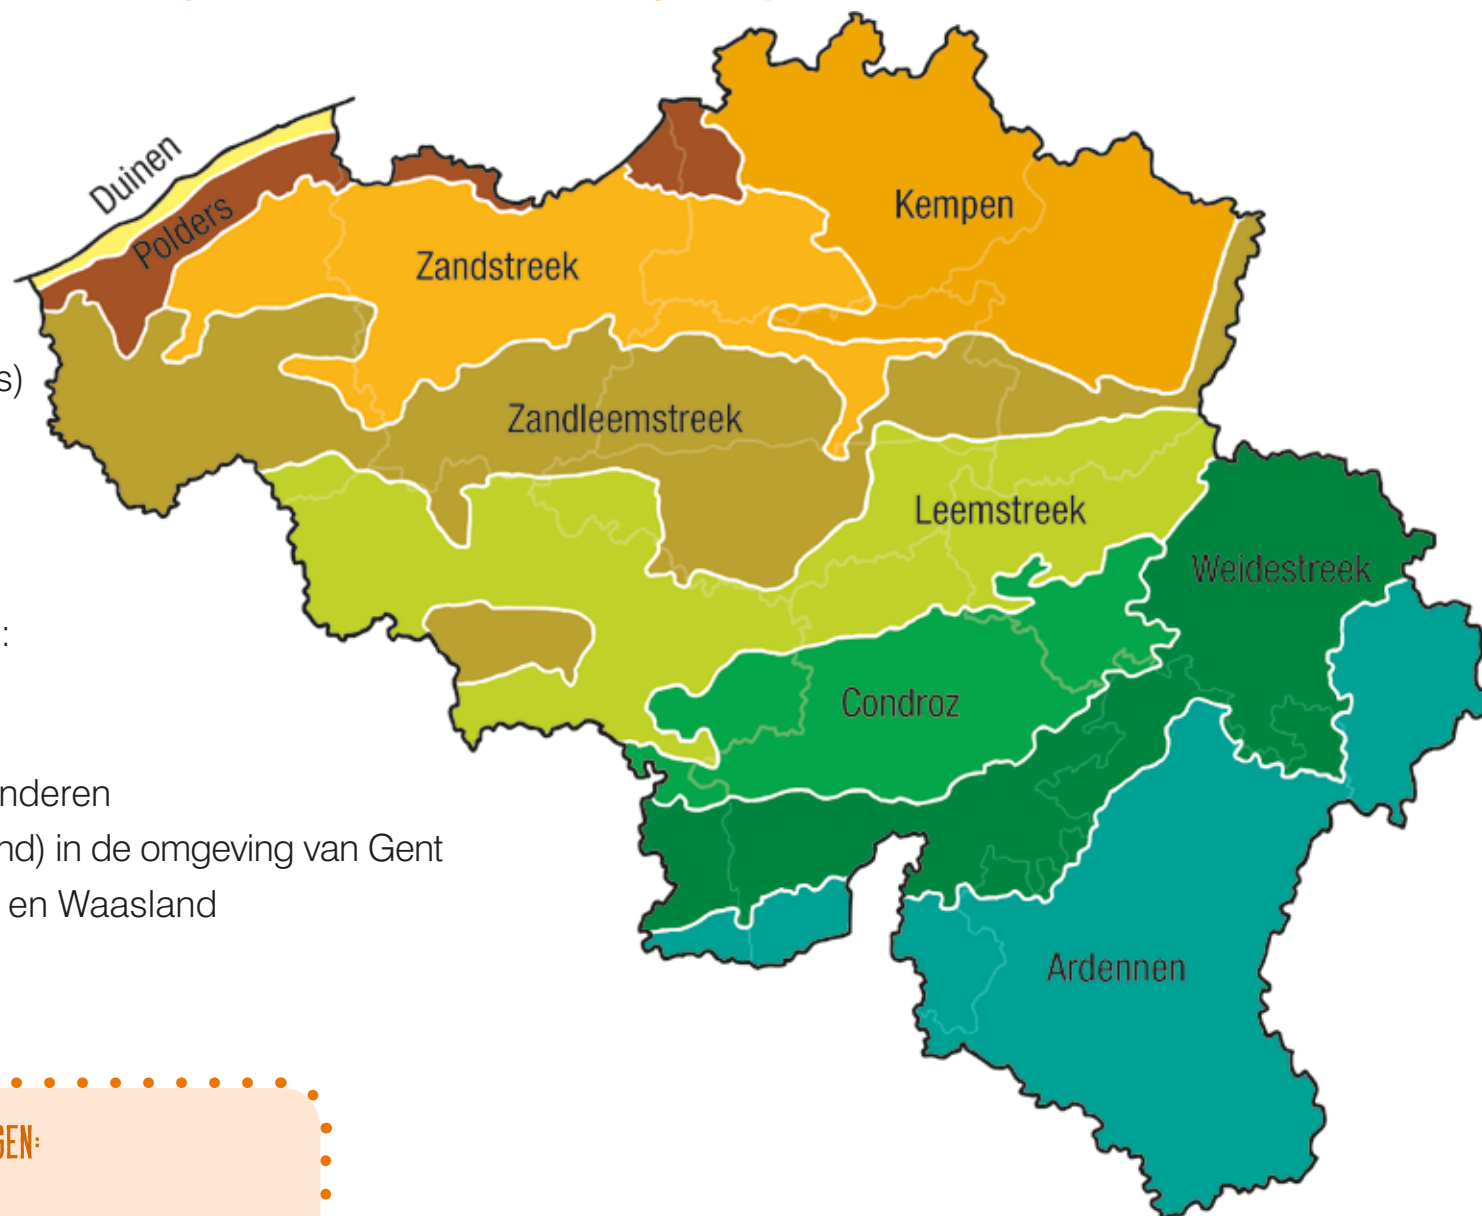 Duinen
Polders
Kempen
Zandstreek
s)
Zandleemstreek
Leemstreek
Weidestreek
:
Condroz
nderen
nd) in de omgeving van Gent
en Waasland
Ardennen
GEN: